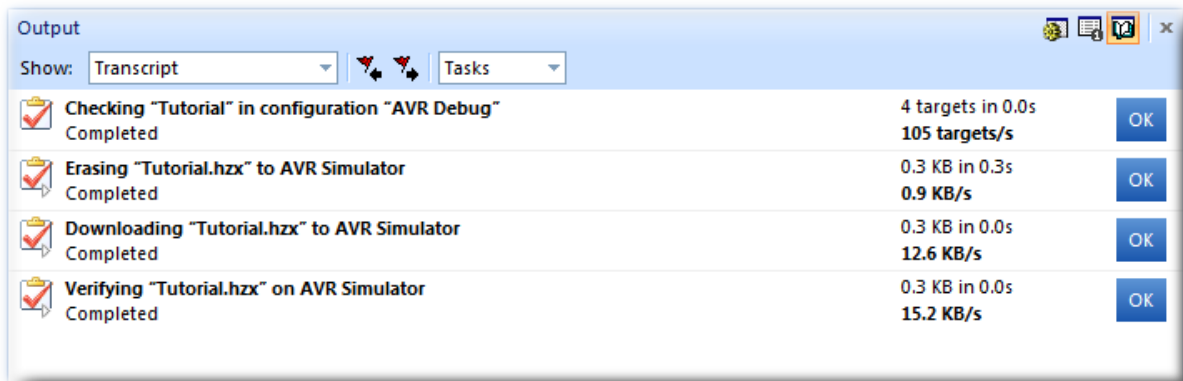 Output
Show: Transcript Tasks
Checking “Tutorial” in configuration “AVR Debug” 4 targets in 0.0s
Completed 105 targets/s OK
Erasing “Tutorial.hzx” to AVR Simulator 0.3 KB in 0.3s
Completed 0.9 KB/s OK
Downloading “Tutorial.hzx” to AVR Simulator 0.3 KB in 0.0s
Completed 12.6 KB/s OK
Verifying “Tutorial.hzx” on AVR Simulator 0.3 KB in 0.0s
Completed 15.2 KB/s OK